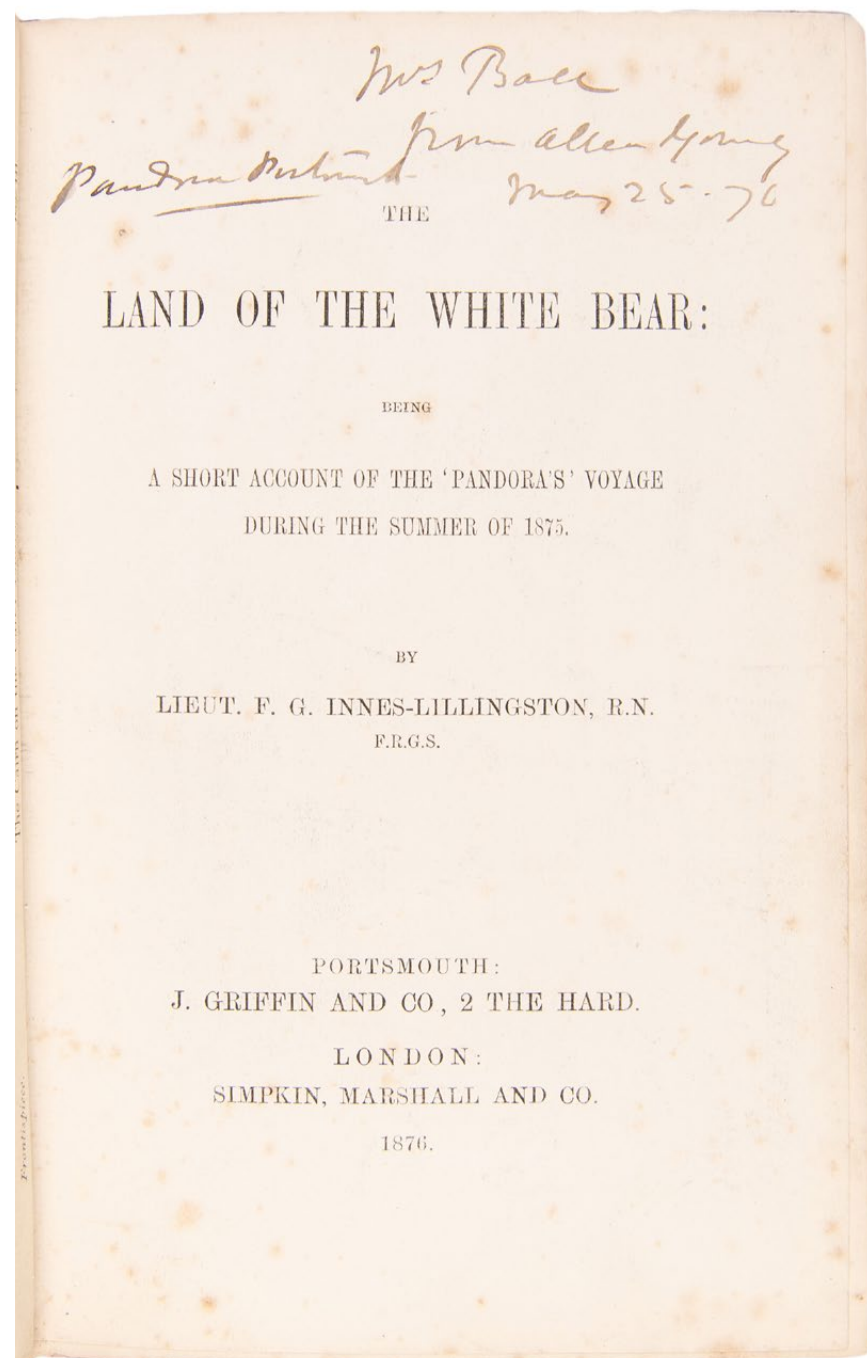 Mrs Ball
from Allen Young
Pandora
May 25 - 76
THE
LAND OF THE WHITE BEAR:
BEING
A SHORT ACCOUNT OF THE ‘PANDORA’S’ VOYAGE
DURING THE SUMMER OF 1875.
BY
LIEUT. F. G. INNES-LILLINGSTON, R.N.
F.R.G.S.
PORTSMOUTH:
J. GRIFFIN AND CO, 2 THE HARD.
LONDON:
SIMPKIN, MARSHALL AND CO.
1876.
Frontispiece.